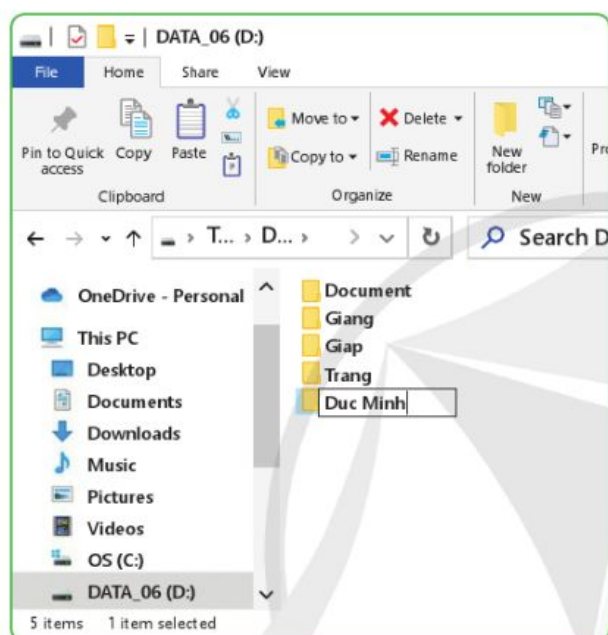 DATA_06 (D:)
File Home Share View
Pin to Quick access
Copy
Paste
Move to
Copy to
Delete
Rename
New folder
Pro
Clipboard
Organize
New
T... › D... ›
Search D
OneDrive - Personal
This PC
Desktop
Documents
Downloads
Music
Pictures
Videos
OS (C:)
DATA_06 (D:)
Document
Giang
Giap
Trang
Duc Minh
5 items 1 item selected